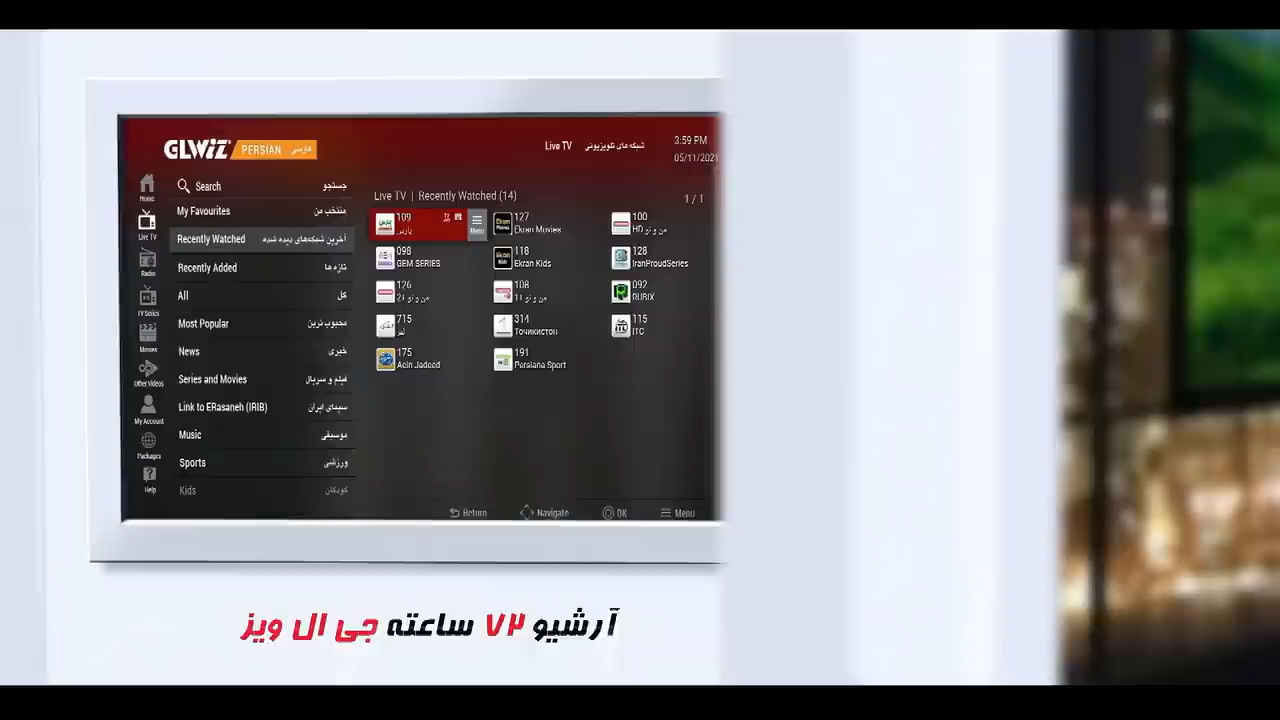 GLWiZ PERSIAN فارسی
Live TV شبکه های تلویزیونی
3:59 PM
05/11/2021
Home
Live TV
Radio
TV Series
Movies
Other Videos
My Account
Packages
Help
Search جستجو
My Favourites منتخب من
Recently Watched آخرین شبکه‌های دیده شده
Recently Added تازه ها
All کل
Most Popular محبوب ترین
News خبری
Series and Movies فیلم و سریال
Link to ERasaneh (IRIB) سیمای ایران
Music موسیقی
Sports ورزشی
Kids کودکان
Live TV | Recently Watched (14)
1 / 1
109 پارس
Menu
127 Ekran Movies
100 من و تو HD
098 GEM SERIES
118 Ekran Kids
128 IranProudSeries
126
108
092 RUBIX
715
314 Точикистон
115 ITC
175 Acin Jadeed
191 Persiana Sport
Return Navigate OK Menu
آرشیو ۷۲ ساعته جی ال ویز